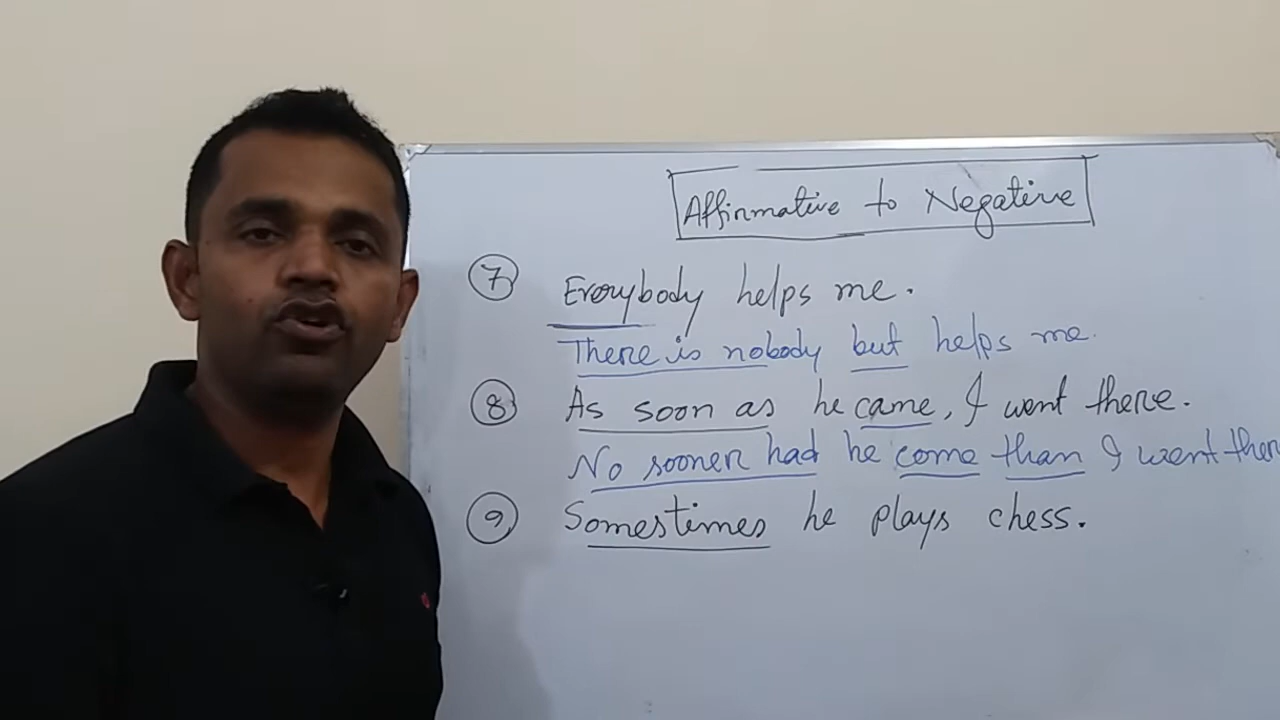 Affirmative to Negative
7 Everybody helps me.
There is nobody but helps me.
8 As soon as he came, I went there.
No sooner had he come than I went ther
9 Somestimes he plays chess.